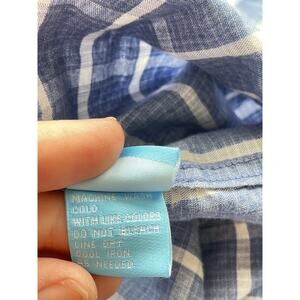 MACHINE WASH
COLD
WITH LIKE COLORS
DO NOT BLEACH
LINE DRY
COOL IRON
AS NEEDED